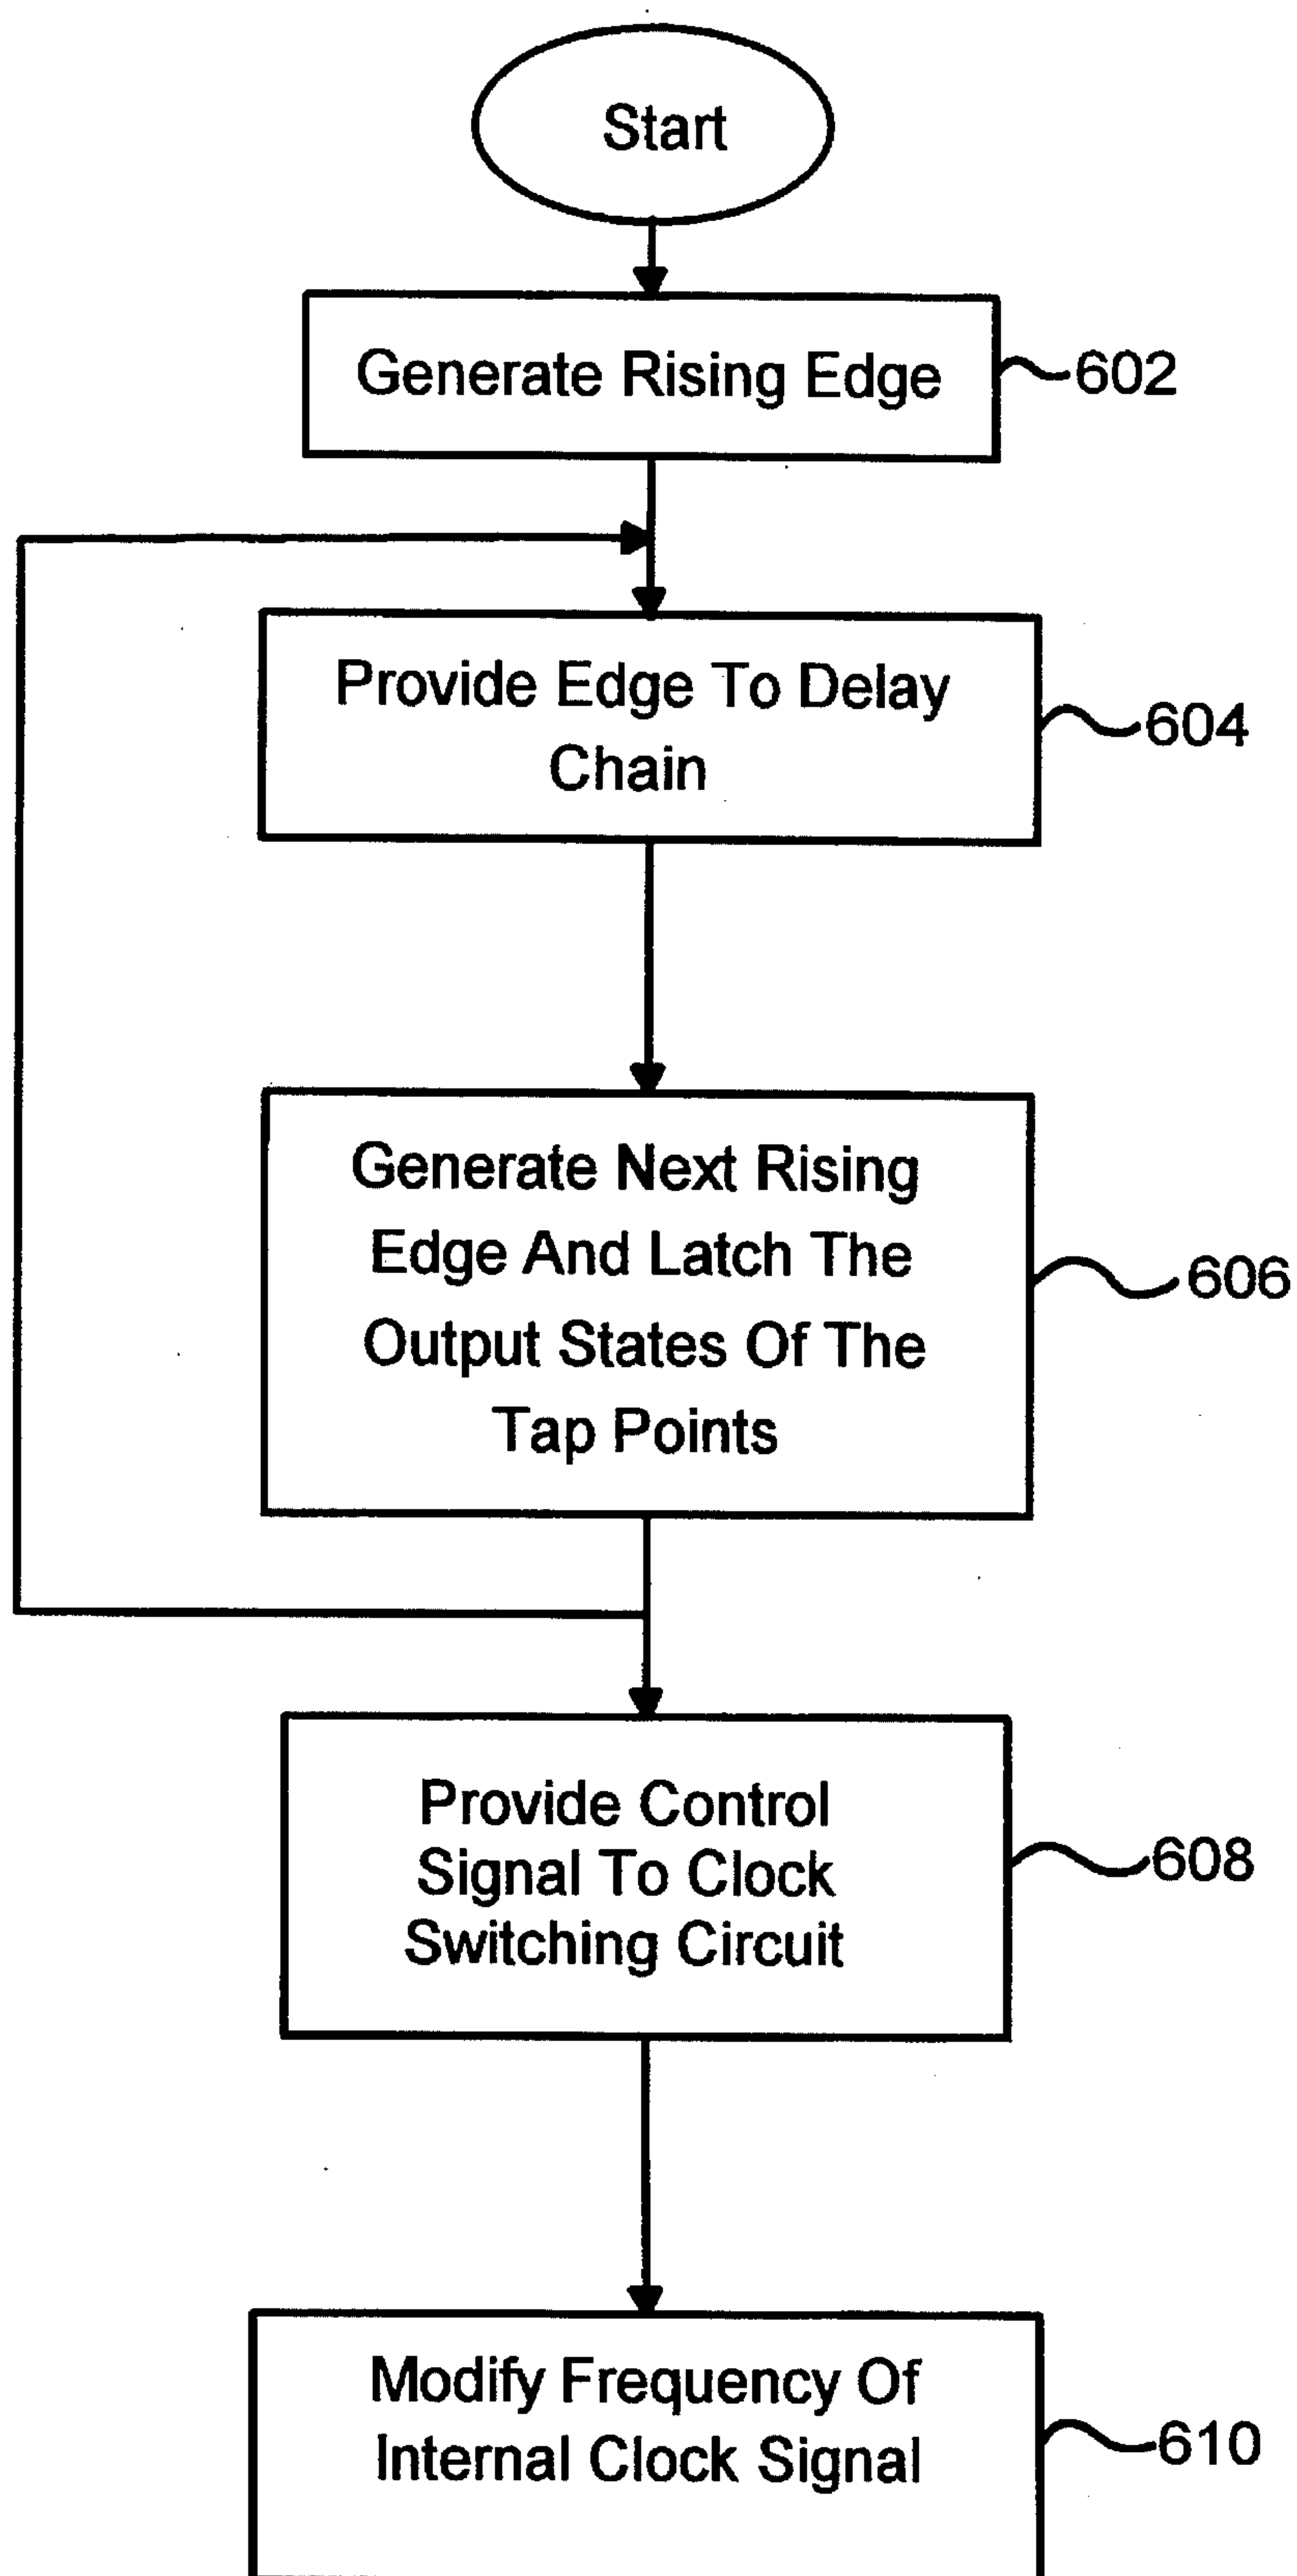 Start
Generate Rising Edge
602
Provide Edge To Delay
Chain
604
Generate Next Rising
Edge And Latch The
Output States Of The
Tap Points
606
Provide Control
Signal To Clock
Switching Circuit
608
Modify Frequency Of
Internal Clock Signal
610